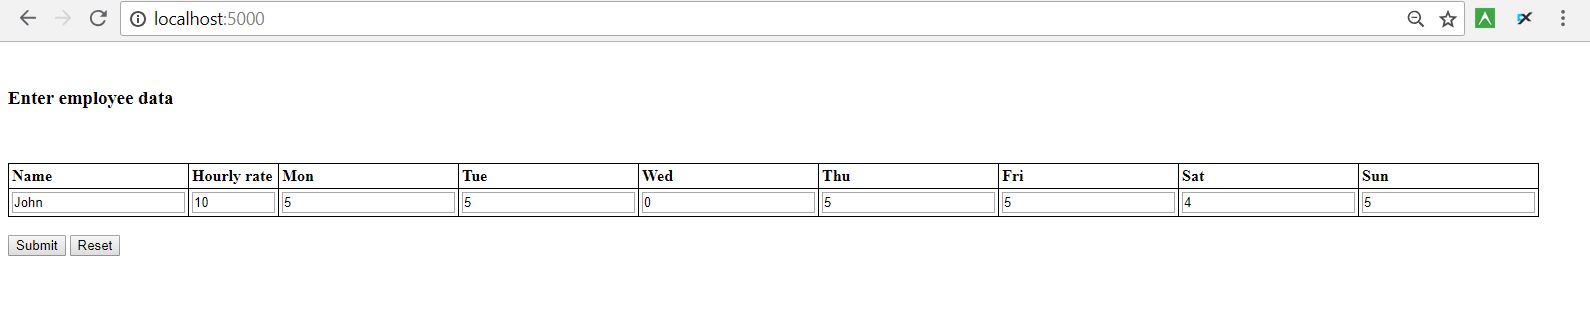 localhost:5000
Enter employee data
Name Hourly rate Mon Tue Wed Thu Fri Sat Sun
John 10 5 5 0 5 5 4 5
Submit Reset